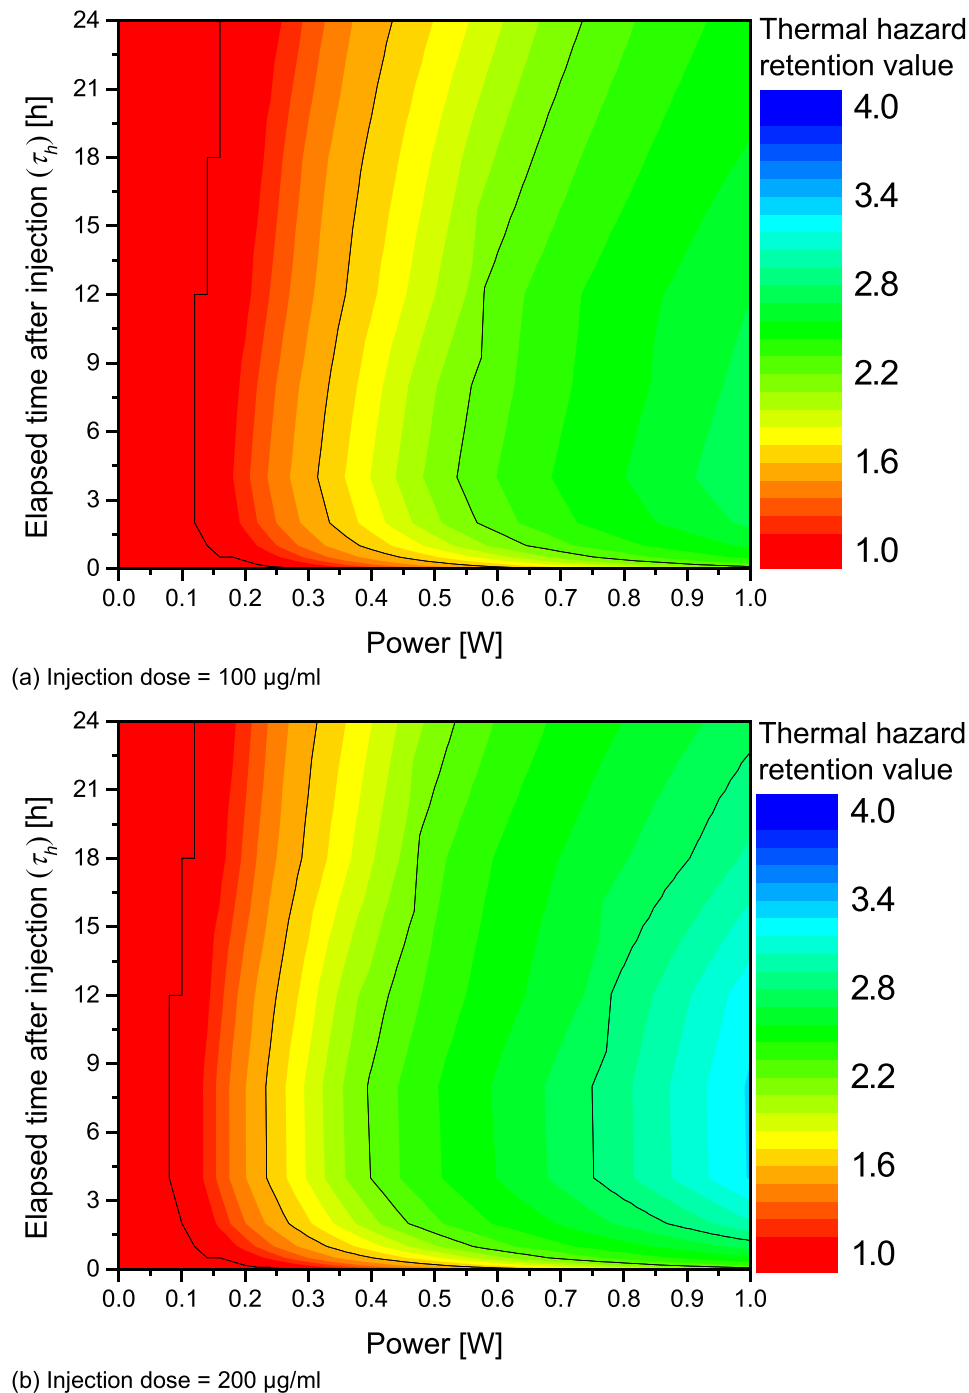 Thermal hazard
retention value
Elapsed time after injection (τh) [h]
24
21
18
15
12
9
6
3
0
0.0 0.1 0.2 0.3 0.4 0.5 0.6 0.7 0.8 0.9 1.0
Power [W]
4.0
3.4
2.8
2.2
1.6
1.0
(a) Injection dose = 100 µg/ml
Thermal hazard
retention value
Elapsed time after injection (τh) [h]
24
21
18
15
12
9
6
3
0
0.0 0.1 0.2 0.3 0.4 0.5 0.6 0.7 0.8 0.9 1.0
Power [W]
4.0
3.4
2.8
2.2
1.6
1.0
(b) Injection dose = 200 µg/ml